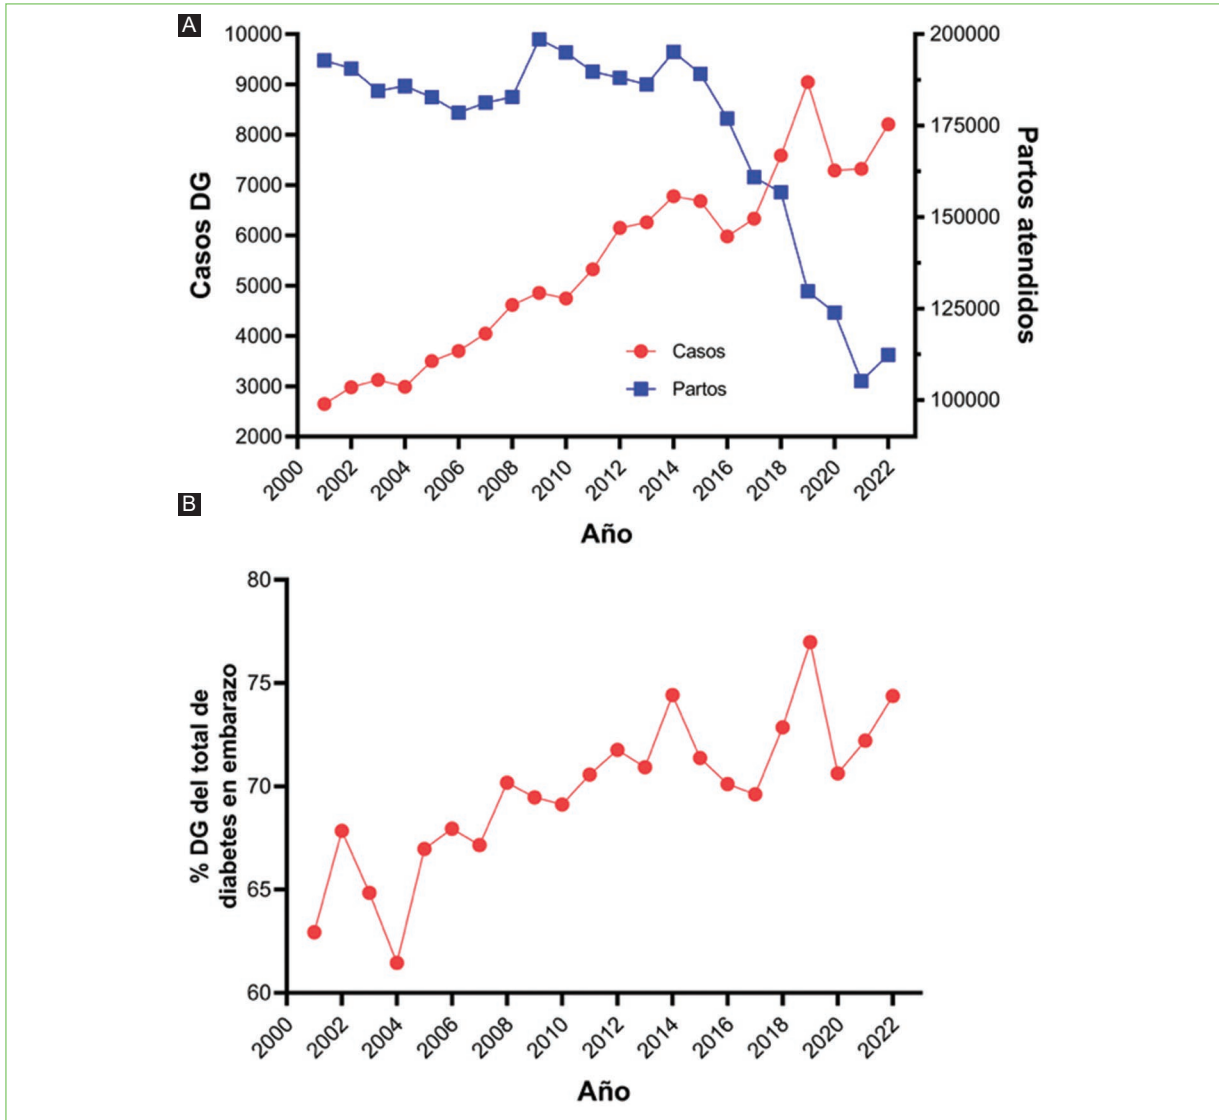 A
10000
9000
8000
7000
6000
5000
4000
3000
2000
Casos DG
200000
175000
150000
125000
100000
Partos atendidos
Casos
Partos
2000 2002 2004 2006 2008 2010 2012 2014 2016 2018 2020 2022
Año
B
80
75
70
65
60
% DG del total de
diabetes en embarazo
2000 2002 2004 2006 2008 2010 2012 2014 2016 2018 2020 2022
Año